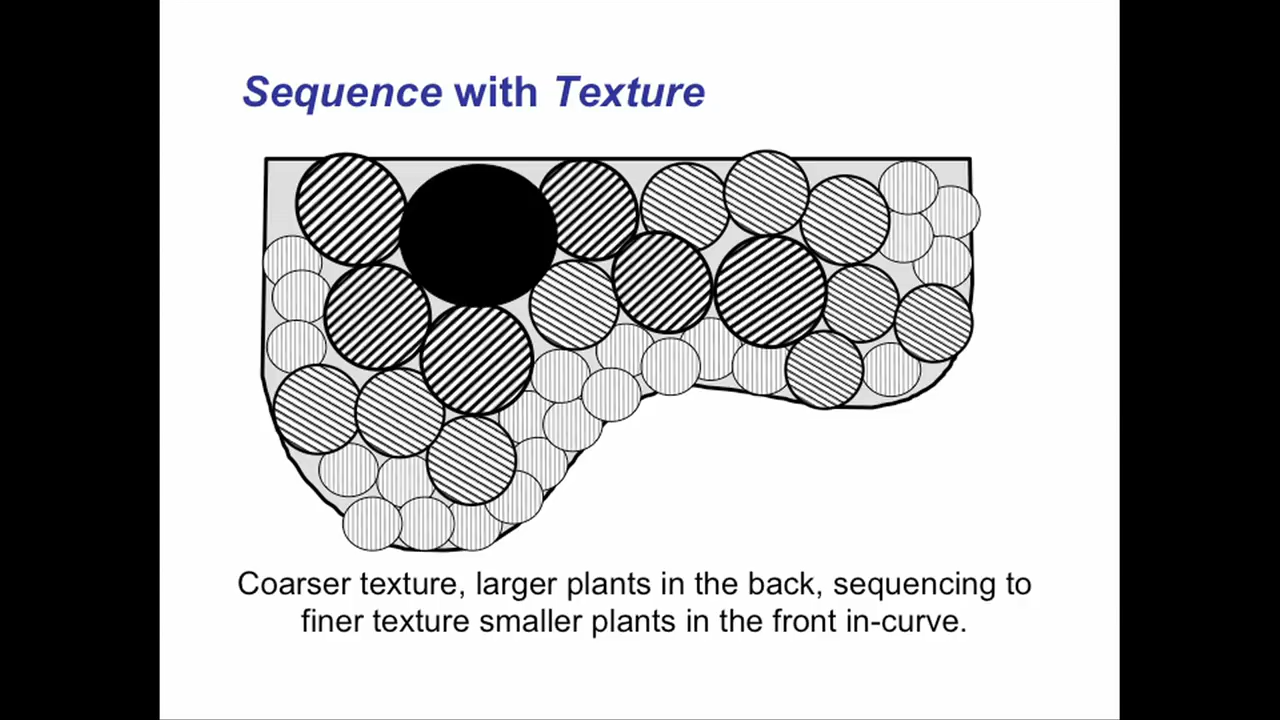 Sequence with Texture
Coarser texture, larger plants in the back, sequencing to
finer texture smaller plants in the front in-curve.